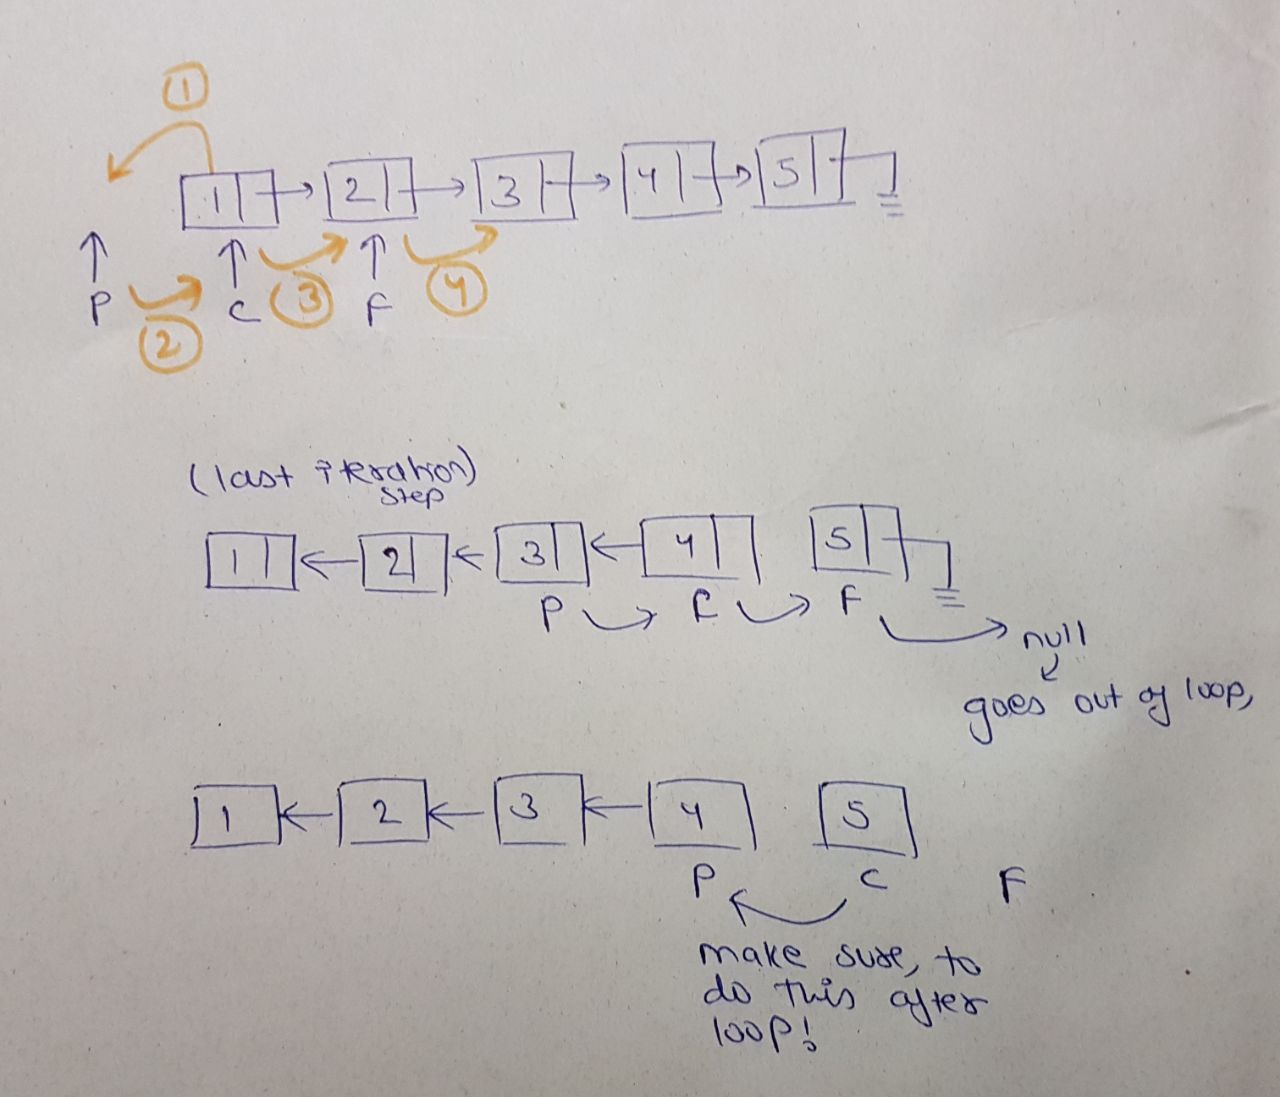 1
1 2 3 4 5
P C F
2 3 4
(last iteration)
step
1 2 3 4 5
P F
null
goes out of loop,
1 2 3 4 5
P C F
make sure, to
do this after
loop!